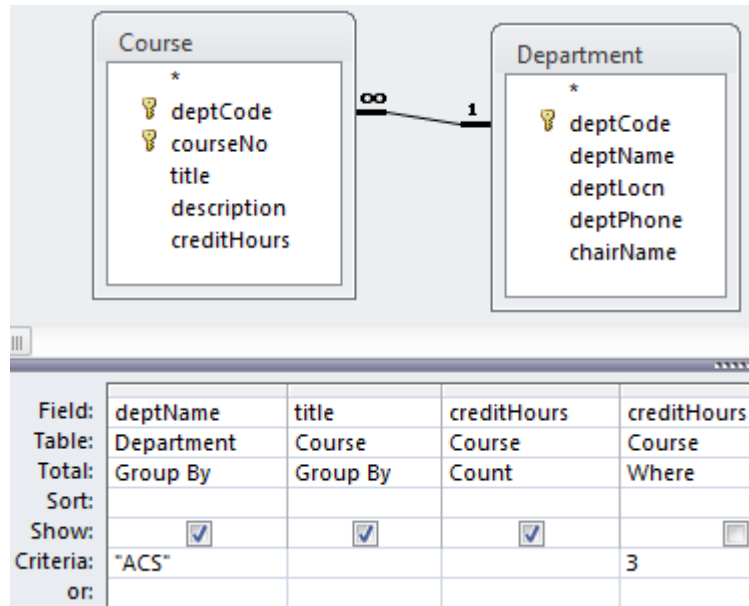 Course
*
deptCode
courseNo
title
description
creditHours
∞ 1
Department
*
deptCode
deptName
deptLocn
deptPhone
chairName
Field: deptName title creditHours creditHours
Table: Department Course Course Course
Total: Group By Group By Count Where
Sort:
Show:
Criteria: "ACS" 3
or: